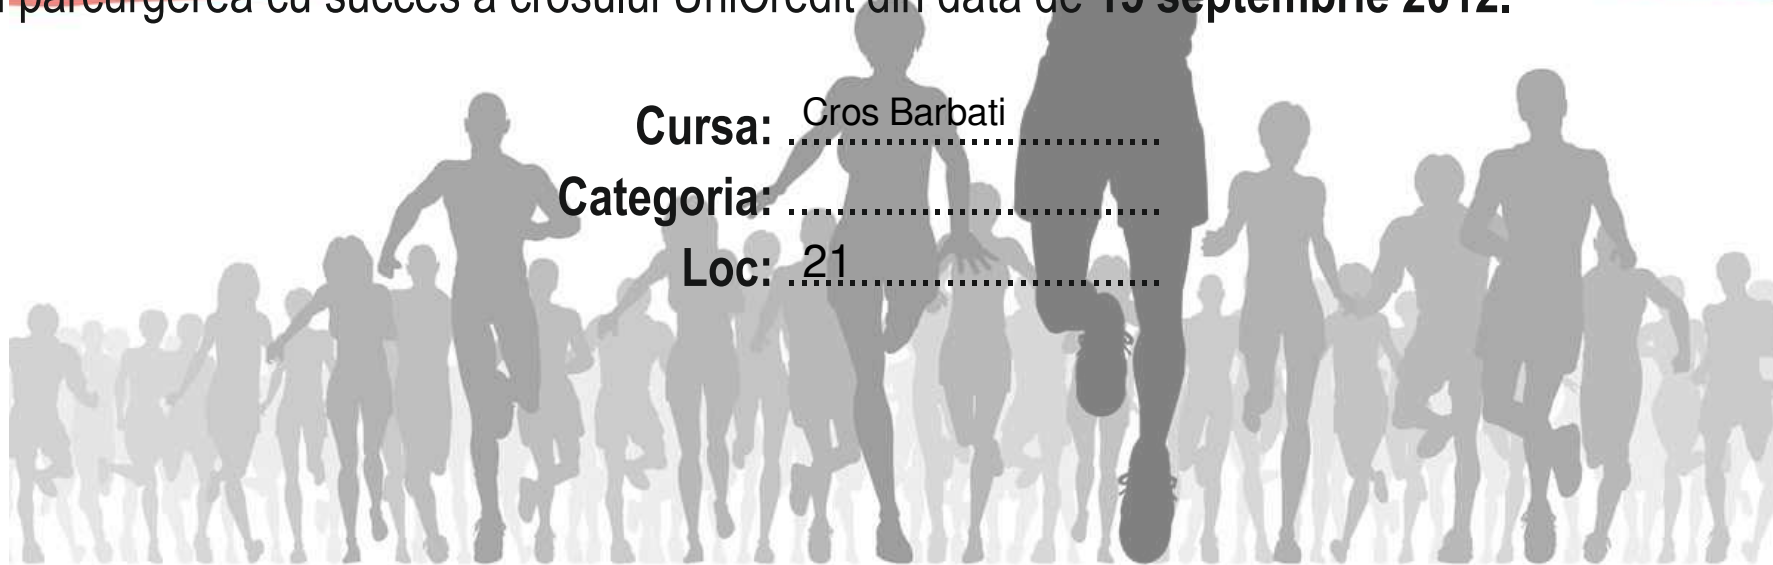 parcurgerea cu succes a crosului UniCredit din data de 15 septembrie 2012.
Cursa: Cros Barbati
Categoria:
Loc: 21